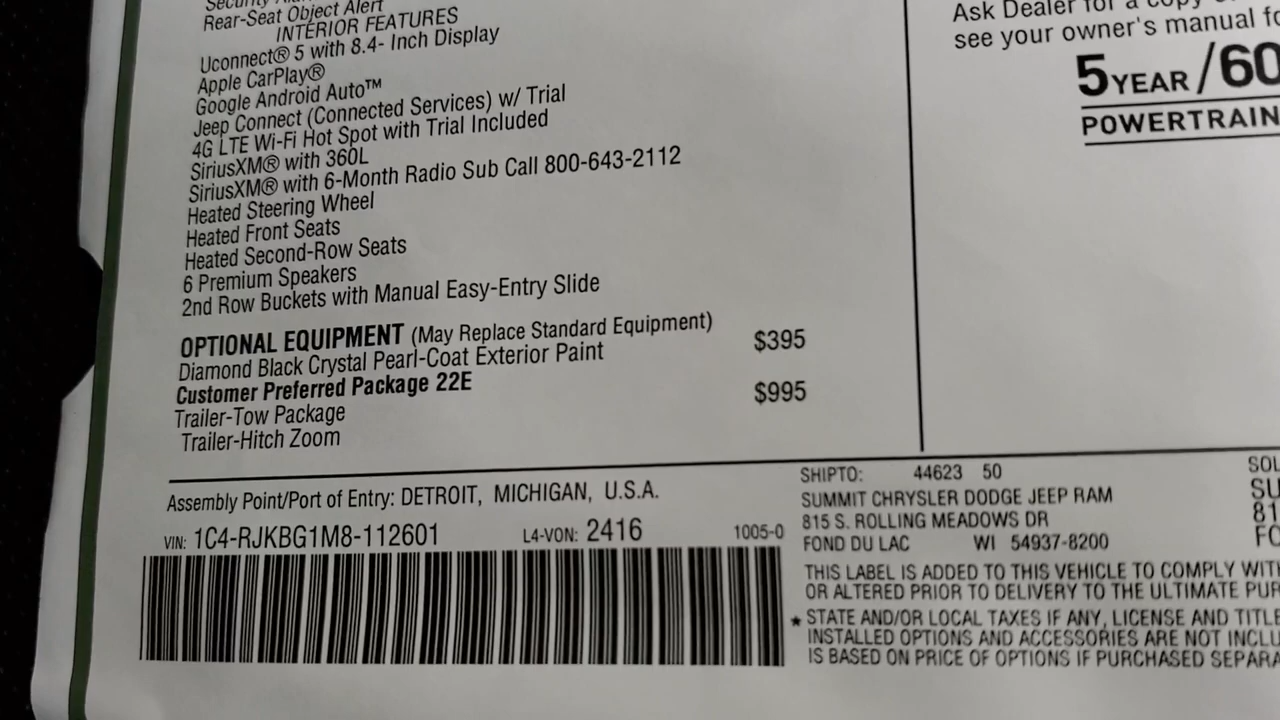 Rear-Seat Object Alert
INTERIOR FEATURES
Uconnect® 5 with 8.4- Inch Display
Apple CarPlay®
Google Android Auto™
Jeep Connect (Connected Services) w/ Trial
4G LTE Wi-Fi Hot Spot with Trial Included
SiriusXM® with 360L
SiriusXM® with 6-Month Radio Sub Call 800-643-2112
Heated Steering Wheel
Heated Front Seats
Heated Second-Row Seats
6 Premium Speakers
2nd Row Buckets with Manual Easy-Entry Slide
OPTIONAL EQUIPMENT (May Replace Standard Equipment)
Diamond Black Crystal Pearl-Coat Exterior Paint $395
Customer Preferred Package 22E
Trailer-Tow Package $995
Trailer-Hitch Zoom
Assembly Point/Port of Entry: DETROIT, MICHIGAN, U.S.A.
VIN: 1C4-RJKBG1M8-112601 L4-VON: 2416 1005-0
Ask Dealer for a copy
see your owner's manual
5 YEAR/60
POWERTRAIN
SHIPTO: 44623 50
SUMMIT CHRYSLER DODGE JEEP RAM
815 S. ROLLING MEADOWS DR
FOND DU LAC WI 54937-8200
SOL
SU
81
FO
THIS LABEL IS ADDED TO THIS VEHICLE TO COMPLY WITH
OR ALTERED PRIOR TO DELIVERY TO THE ULTIMATE PUR
* STATE AND/OR LOCAL TAXES IF ANY, LICENSE AND TITLE
INSTALLED OPTIONS AND ACCESSORIES ARE NOT INCLU
IS BASED ON PRICE OF OPTIONS IF PURCHASED SEPARA